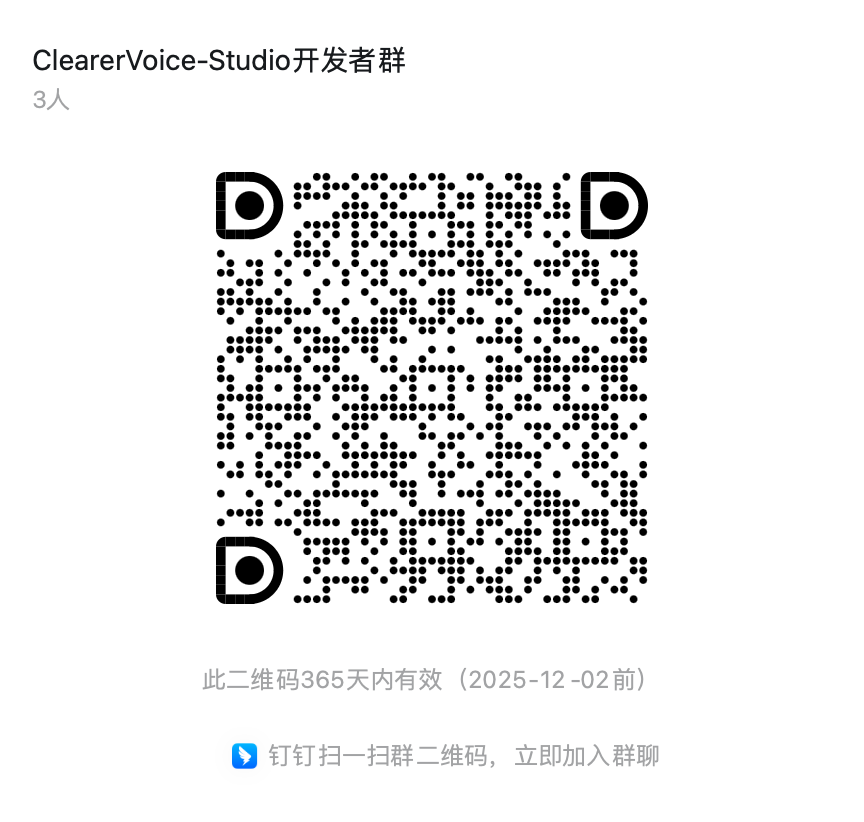 ClearerVoice-Studio开发者群
3人
此二维码365天内有效（2025-12-02前）
钉钉扫一扫群二维码，立即加入群聊